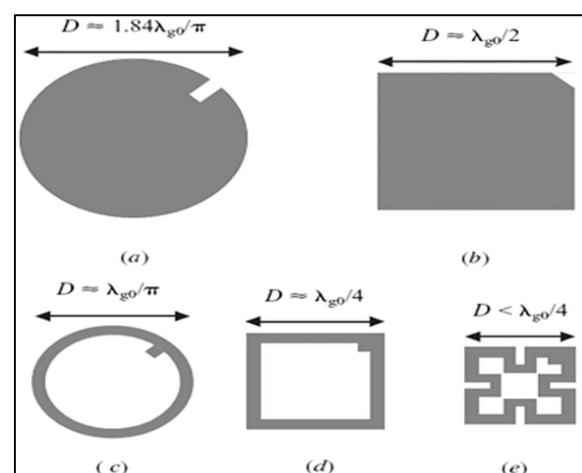 D ≈ 1.84λg0/π
D ≈ λg0/2
(a)
(b)
D ≈ λg0/π
D ≈ λg0/4
D < λg0/4
(c)
(d)
(e)